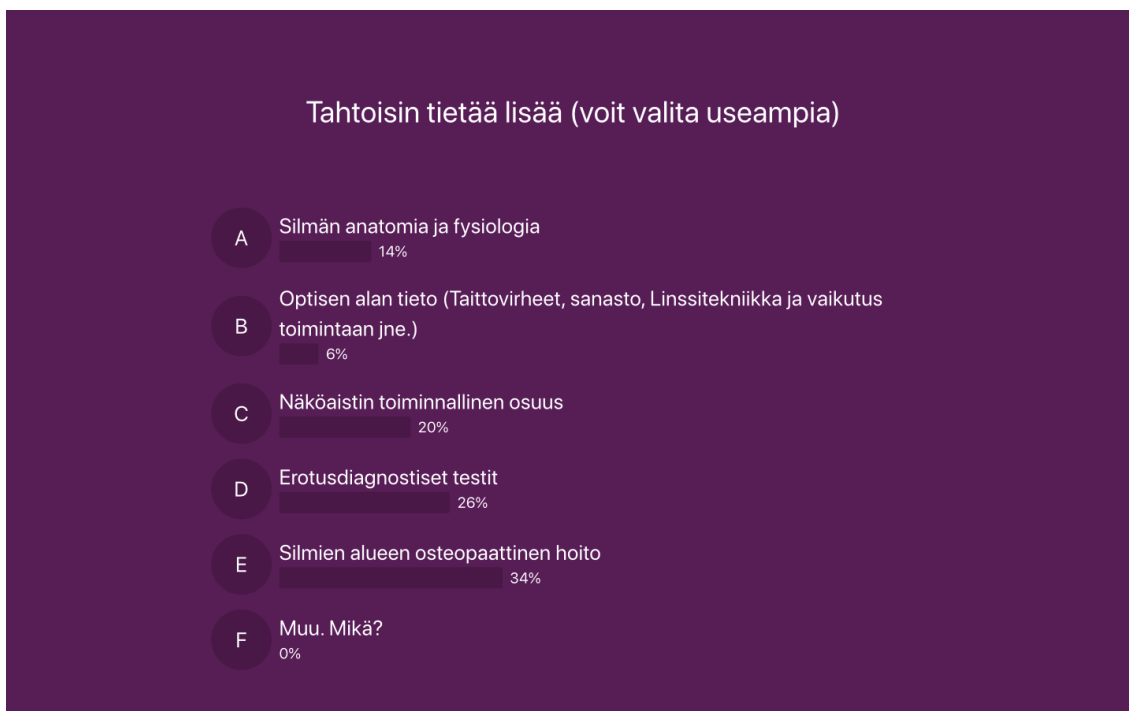 Tahtoisin tietää lisää (voit valita useampia)
A
Silmän anatomia ja fysiologia
14%
B
Optisen alan tieto (Taittovirheet, sanasto, Linssitekniikka ja vaikutus
toimintaan jne.)
6%
C
Näköaistin toiminnallinen osuus
20%
D
Erotusdiagnostiset testit
26%
E
Silmien alueen osteopaattinen hoito
34%
F
Muu. Mikä?
0%